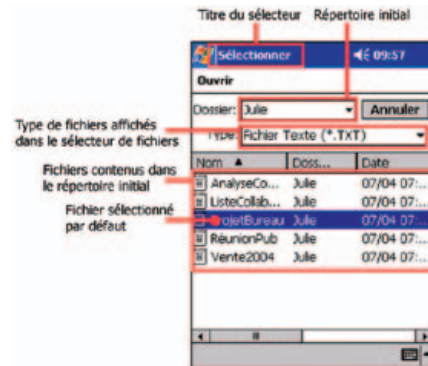 Titre du sélecteur Répertoire initial
Sélectionner 09:57
Ouvrir
Dossier: Julie Annuler
Type de fichiers affichés
dans le sélecteur de fichiers
Type: Fichier Texte (*.TXT)
Nom Doss... Date
Fichiers contenus dans
le répertoire initial
AnalyseCo... Julie 07/04 07:...
ListeCollab... Julie 07/04 07:...
Fichier sélectionné
par défaut
ProjetBureau Julie 07/04 07:...
RéunionPub Julie 07/04 07:...
Vente2004 Julie 07/04 07:...